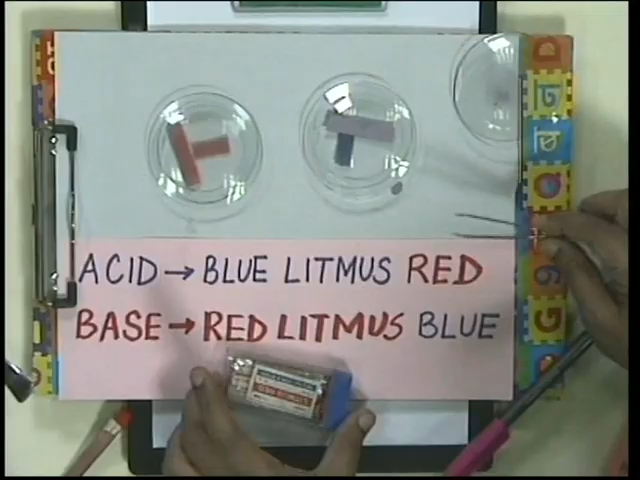 ACID → BLUE LITMUS RED
BASE → RED LITMUS BLUE